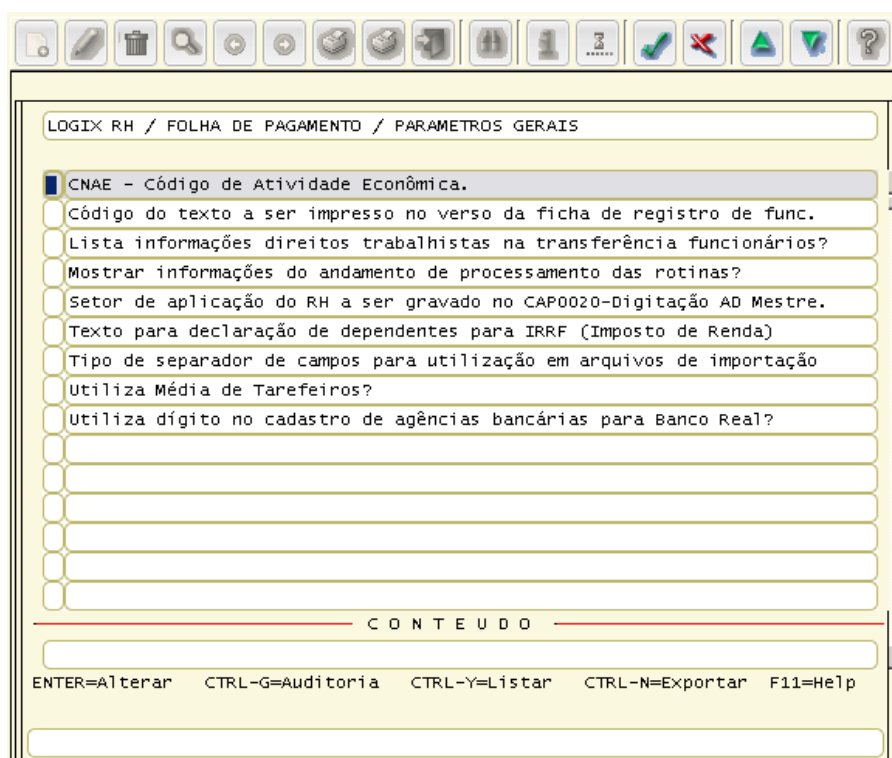 LOGIX RH / FOLHA DE PAGAMENTO / PARAMETROS GERAIS
CNAE - Código de Atividade Econômica.
Código do texto a ser impresso no verso da ficha de registro de func.
Lista informações direitos trabalhistas na transferência funcionários?
Mostrar informações do andamento de processamento das rotinas?
Setor de aplicação do RH a ser gravado no CAP0020-Digitação AD Mestre.
Texto para declaração de dependentes para IRRF (Imposto de Renda)
Tipo de separador de campos para utilização em arquivos de importação
Utiliza Média de Tarefeiros?
Utiliza dígito no cadastro de agências bancárias para Banco Real?
C O N T E U D O
ENTER=Alterar CTRL-G=Auditoria CTRL-Y=Listar CTRL-N=Exportar F11=Help